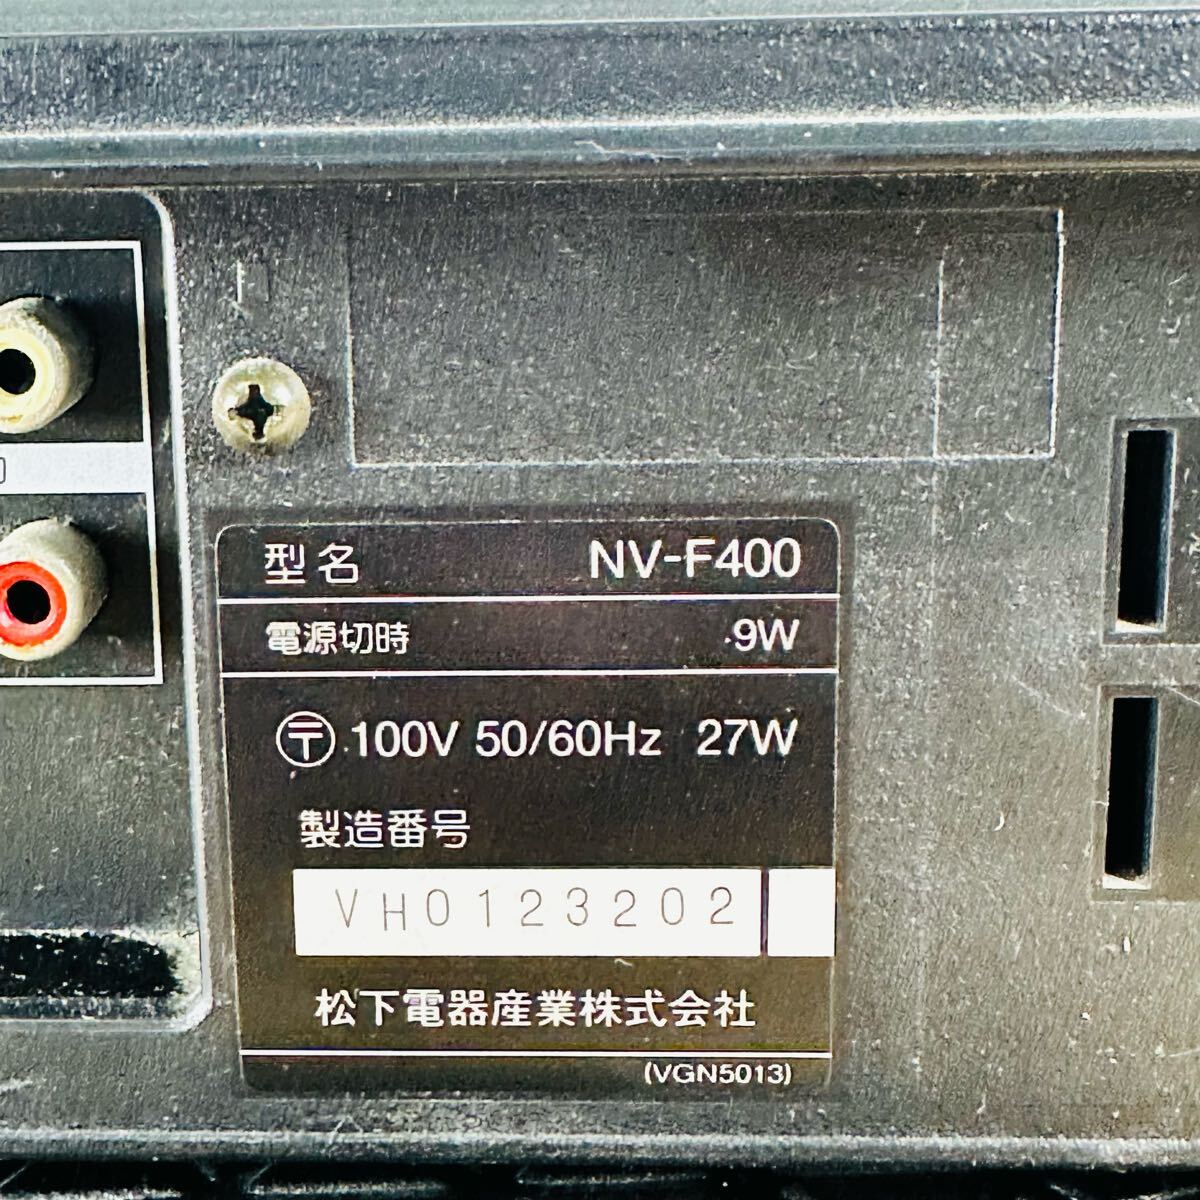 型名 NV-F400
電源切時 .9W
〒 100V 50/60Hz 27W
製造番号
VH0123202
松下電器産業株式会社
(VGN5013)